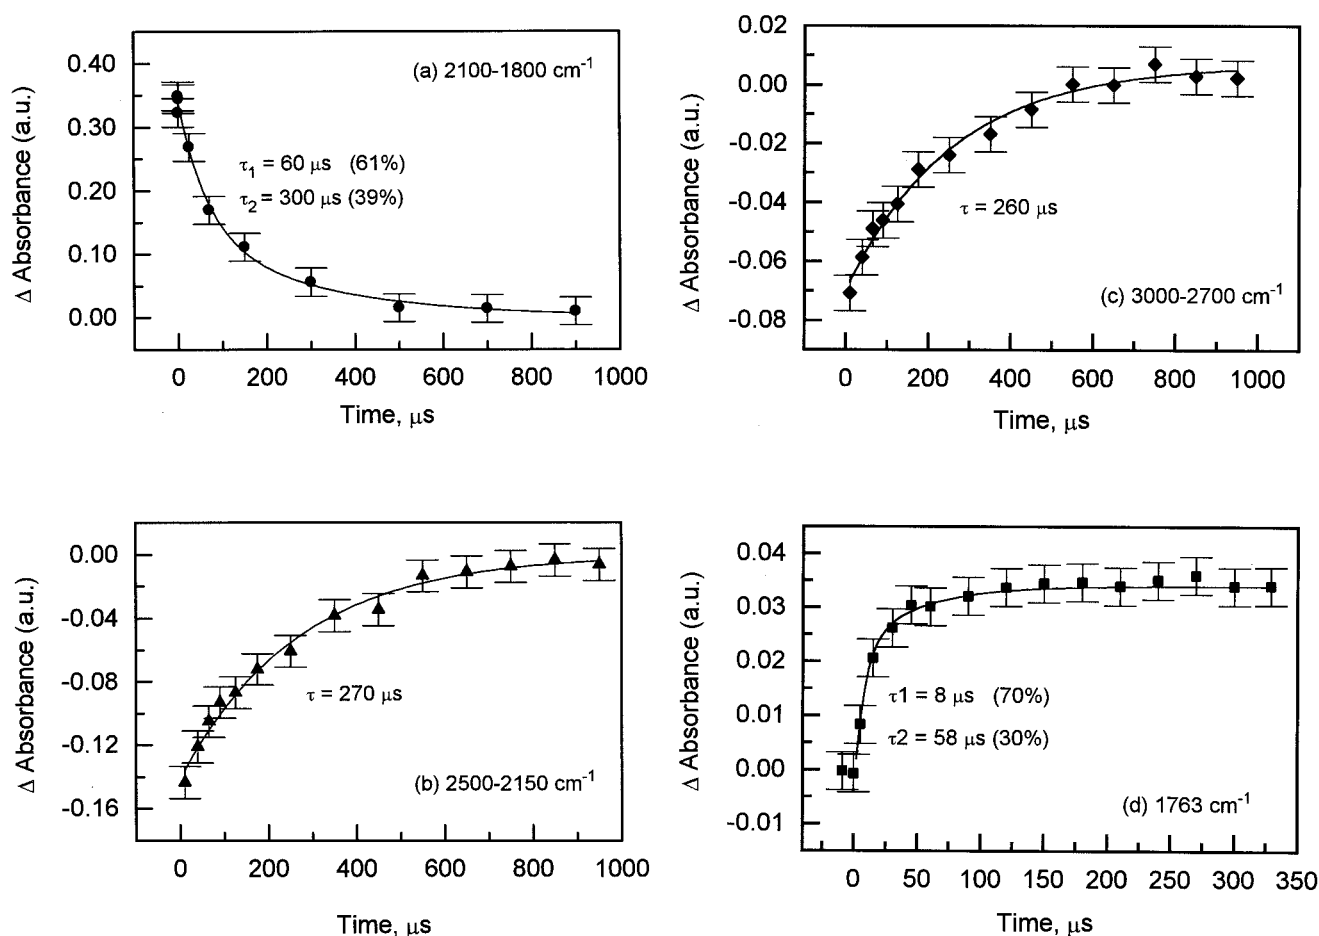 (a) 2100-1800 cm⁻¹
Δ Absorbance (a.u.)
0.40
0.30
0.20
0.10
0.00
τ₁ = 60 μs (61%)
τ₂ = 300 μs (39%)
0 200 400 600 800 1000
Time, μs
Δ Absorbance (a.u.)
0.02
0.00
-0.02
-0.04
-0.06
-0.08
τ = 260 μs
(c) 3000-2700 cm⁻¹
0 200 400 600 800 1000
Time, μs
Δ Absorbance (a.u.)
0.00
-0.04
-0.08
-0.12
-0.16
τ = 270 μs
(b) 2500-2150 cm⁻¹
0 200 400 600 800 1000
Time, μs
Δ Absorbance (a.u.)
0.04
0.03
0.02
0.01
0.00
-0.01
τ1 = 8 μs (70%)
τ2 = 58 μs (30%)
(d) 1763 cm⁻¹
0 50 100 150 200 250 300 350
Time, μs